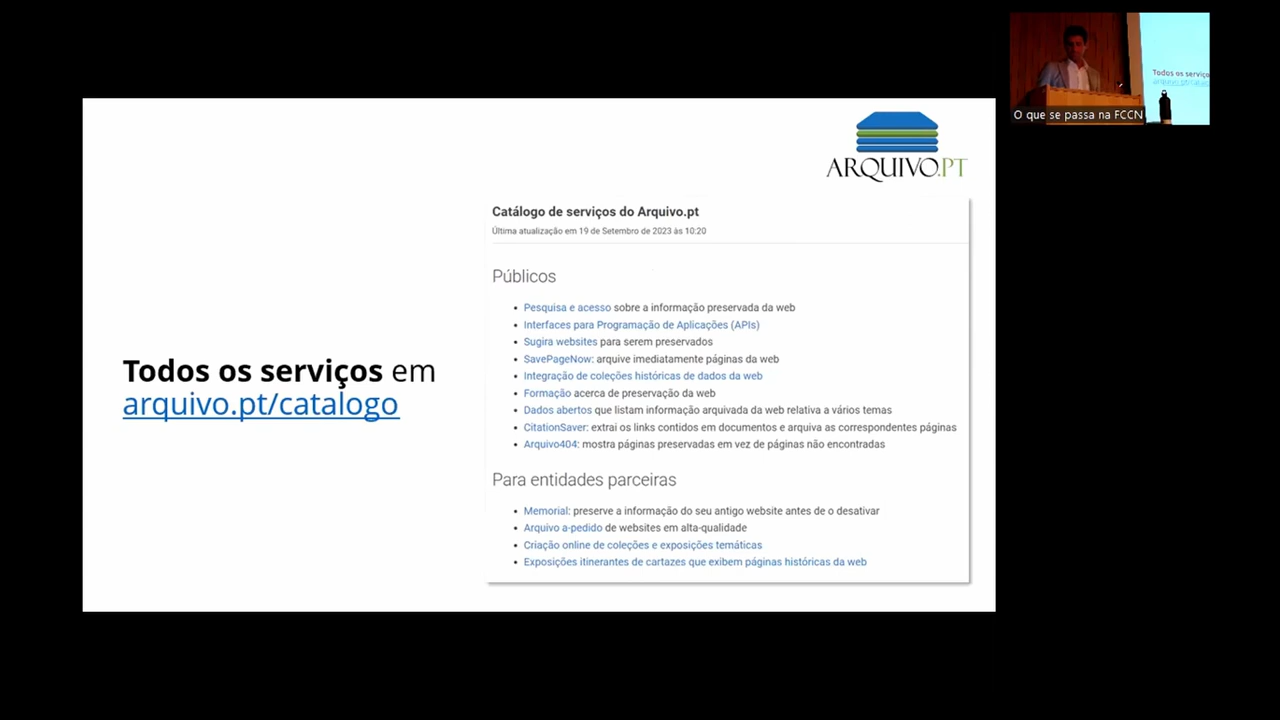 ARQUIVO.PT
Catálogo de serviços do Arquivo.pt
Última atualização em 19 de Setembro de 2023 às 10:20
Públicos
Pesquisa e acesso sobre a informação preservada da web
Interfaces para Programação de Aplicações (APIs)
Sugira websites para serem preservados
SavePageNow: arquive imediatamente páginas da web
Integração de coleções históricas de dados da web
Formação acerca de preservação da web
Dados abertos que listam informação arquivada da web relativa a vários temas
CitationSaver: extrai os links contidos em documentos e arquiva as correspondentes páginas
Arquivo404: mostra páginas preservadas em vez de páginas não encontradas
Para entidades parceiras
Memorial: preserve a informação do seu antigo website antes de o desativar
Arquivo a-pedido de websites em alta-qualidade
Criação online de coleções e exposições temáticas
Exposições itinerantes de cartazes que exibem páginas históricas da web
Todos os serviços em
arquivo.pt/catalogo
Todos os serviço
O que se passa na FCCN